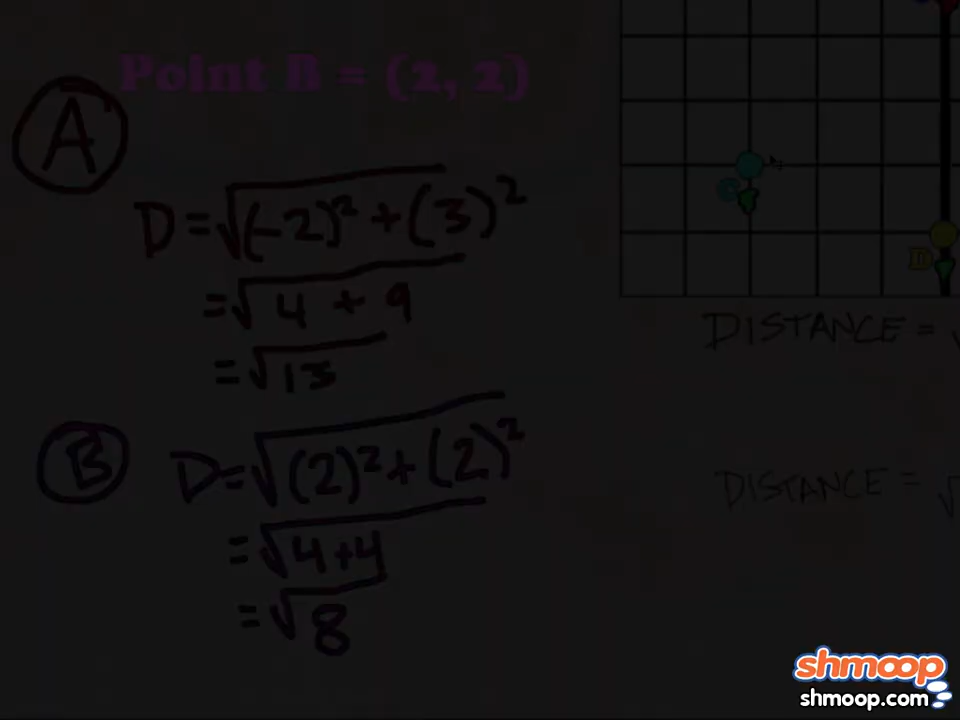 Point B = (2, 2)
A
D = √(-2)² + (3)²
= √4 + 9
= √13
B
D = √(2)² + (2)²
= √4+4
= √8
C
D
DISTANCE = √
DISTANCE = √
shmoop
shmoop.com